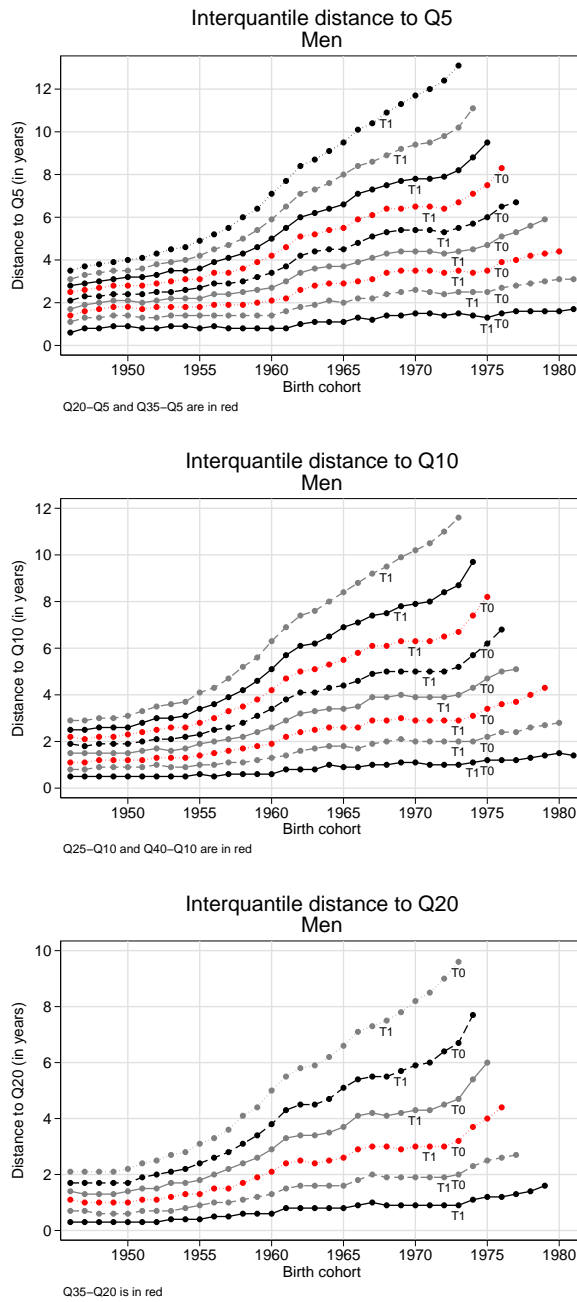 Interquantile distance to Q5
Men
Distance to Q5 (in years)
12
10
8
6
4
2
0
T1
T1
T0
T1
T1
T0
T1
T0
T1
T0
T1
T0
T1
T0
T1
T0
1950
1955
1960
1965
1970
1975
1980
Birth cohort
Q20−Q5 and Q35−Q5 are in red
Interquantile distance to Q10
Men
Distance to Q10 (in years)
12
10
8
6
4
2
0
T1
T1
T0
T1
T0
T1
T0
T1
T0
T1
T0
T1
T0
T1
T0
1950
1955
1960
1965
1970
1975
1980
Birth cohort
Q25−Q10 and Q40−Q10 are in red
Interquantile distance to Q20
Men
Distance to Q20 (in years)
10
8
6
4
2
0
T0
T1
T0
T1
T0
T1
T0
T1
T1
T0
T1
1950
1955
1960
1965
1970
1975
1980
Birth cohort
Q35−Q20 is in red